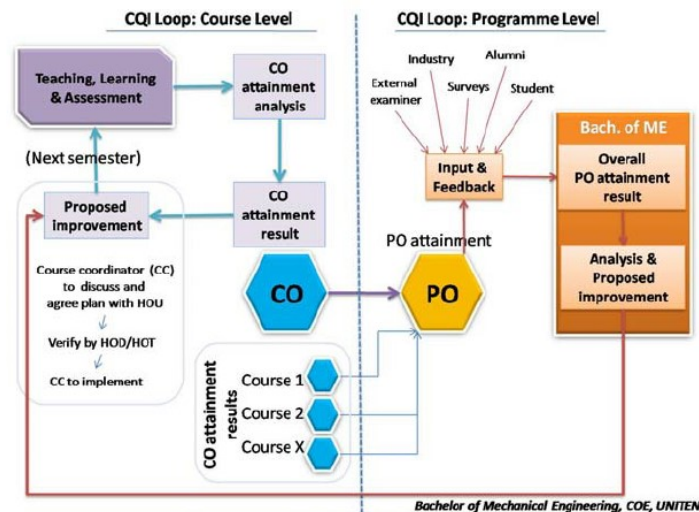 CQI Loop: Course Level
CQI Loop: Programme Level
Teaching, Learning
& Assessment
CO
attainment
analysis
(Next semester)
Proposed
improvement
CO
attainment
result
Course coordinator (CC)
to discuss and
agree plan with HOU
Verify by HOD/HOT
CC to implement
CO
CO attainment
results
Course 1
Course 2
Course X
Industry
Alumni
External
examiner
Surveys
Student
Input &
Feedback
PO attainment
PO
Bach. of ME
Overall
PO attainment
result
Analysis &
Proposed
improvement
Bachelor of Mechanical Engineering, COE, UNITEN